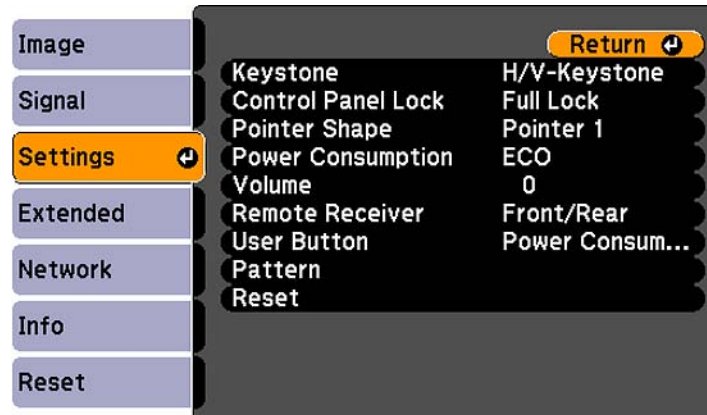 Image
Signal
Settings
Extended
Network
Info
Reset
Return
Keystone H/V-Keystone
Control Panel Lock Full Lock
Pointer Shape Pointer 1
Power Consumption ECO
Volume 0
Remote Receiver Front/Rear
User Button Power Consum...
Pattern
Reset